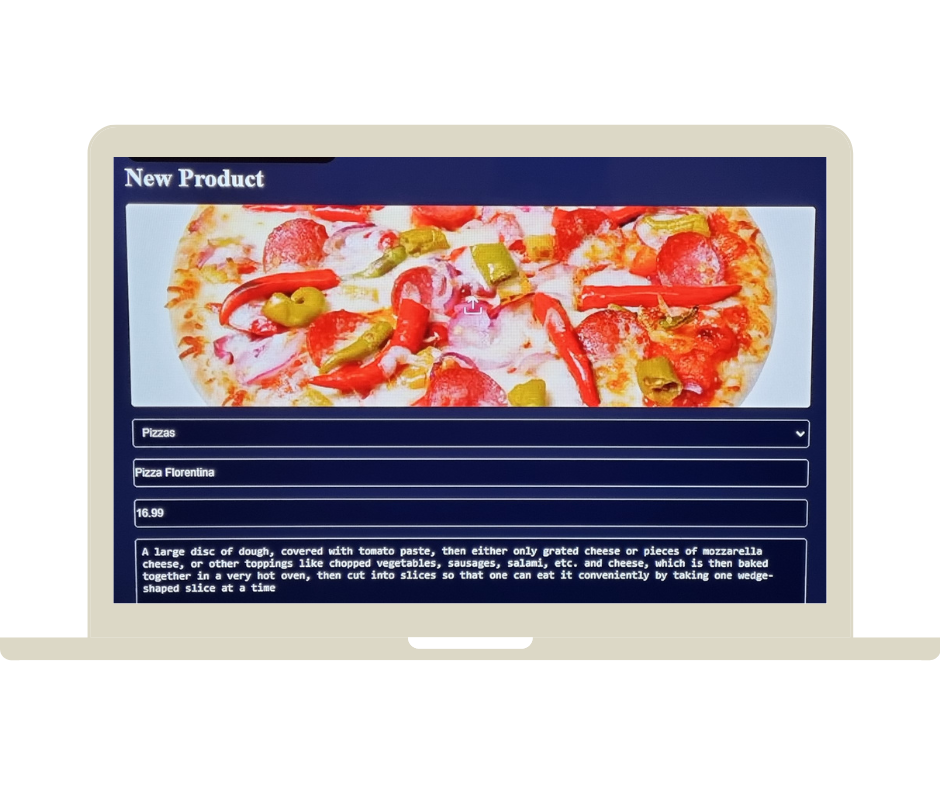 New Product
Pizzas
Pizza Florentina
16.99
A large disc of dough, covered with tomato paste, then either only grated cheese or pieces of mozzarella
cheese, or other toppings like chopped vegetables, sausages, salami, etc. and cheese, which is then baked
together in a very hot oven, then cut into slices so that one can eat it conveniently by taking one wedge-
shaped slice at a time